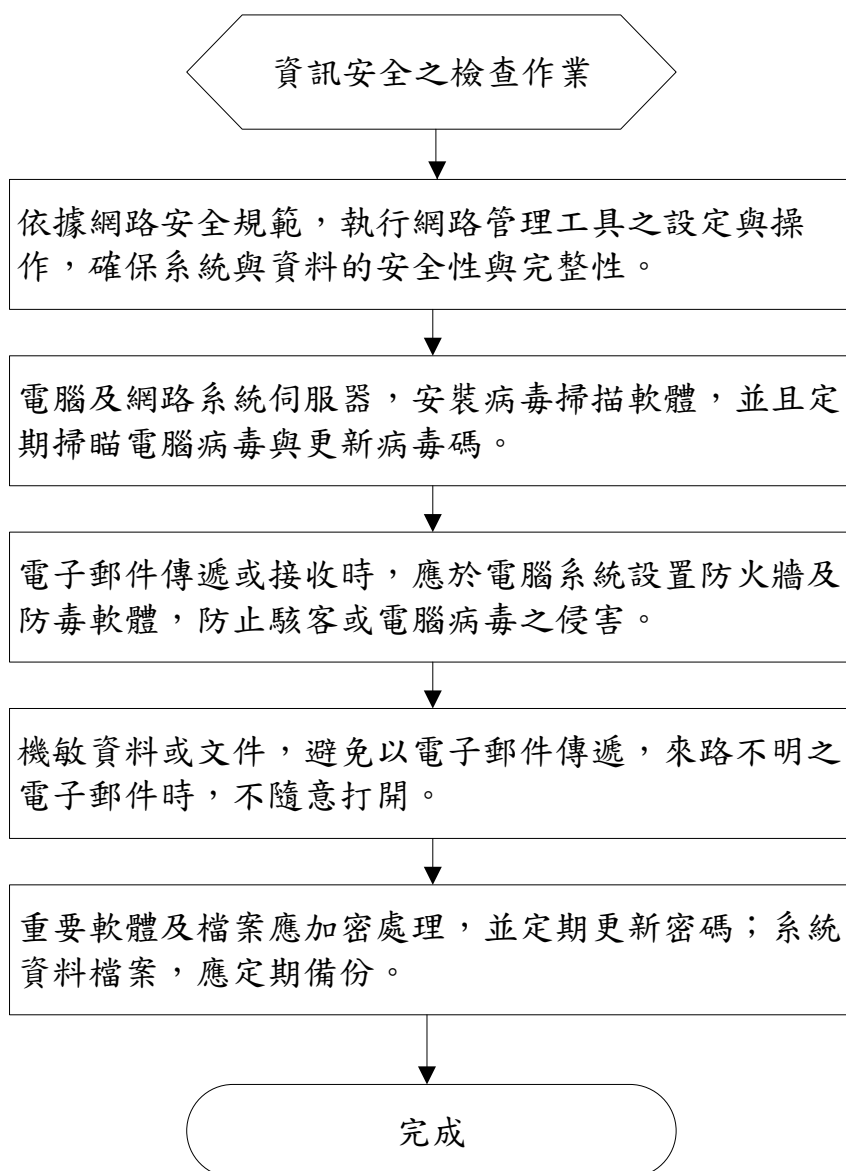 資訊安全之檢查作業
依據網路安全規範，執行網路管理工具之設定與操
作，確保系統與資料的安全性與完整性。
電腦及網路系統伺服器，安裝病毒掃描軟體，並且定
期掃瞄電腦病毒與更新病毒碼。
電子郵件傳遞或接收時，應於電腦系統設置防火牆及
防毒軟體，防止駭客或電腦病毒之侵害。
機敏資料或文件，避免以電子郵件傳遞，來路不明之
電子郵件時，不隨意打開。
重要軟體及檔案應加密處理，並定期更新密碼；系統
資料檔案，應定期備份。
完成